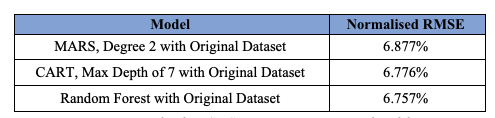 Model Normalised RMSE
MARS, Degree 2 with Original Dataset 6.877%
CART, Max Depth of 7 with Original Dataset 6.776%
Random Forest with Original Dataset 6.757%